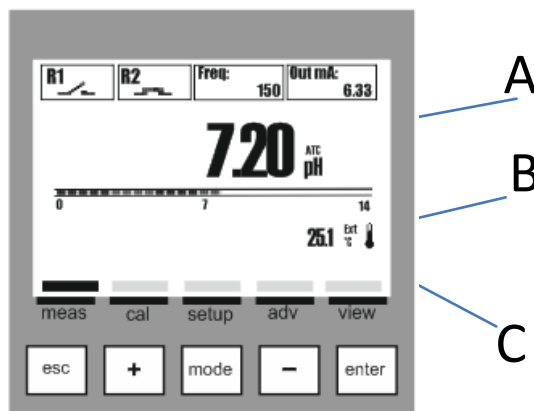 R1 R2 Freq: 150 Out mA: 6.33
A
7.20 ATC pH
0 7 14
B
25.1 Ext °C
C
meas cal setup adv view
esc + mode - enter